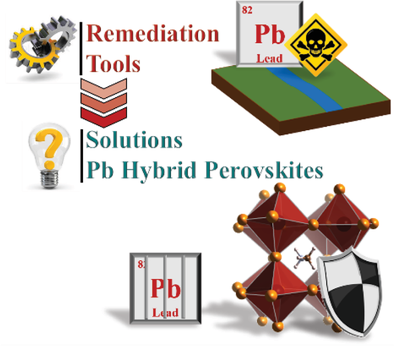 Remediation
Tools
82
Pb
Lead
?
Solutions
Pb Hybrid Perovskites
82
Pb
Lead